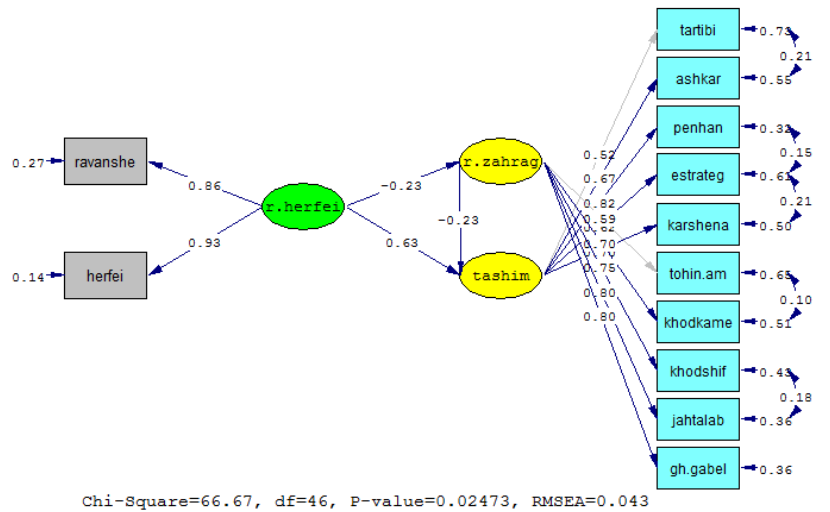 tartibi
0.73
0.21
ashkar
0.55
penhan
0.32
0.15
ravanshe
0.27
r.zahrag
0.52
estrateg
0.61
0.67
0.86
-0.23
0.82
r.herfei
0.21
-0.23
0.59
karshena
0.50
0.93
0.63
0.70
herfei
0.14
tashim
0.75
tohin.am
0.65
0.80
0.10
0.80
khodkame
0.51
khodshif
0.43
0.18
jahtalab
0.36
gh.gabel
0.36
Chi-Square=66.67, df=46, P-value=0.02473, RMSEA=0.043